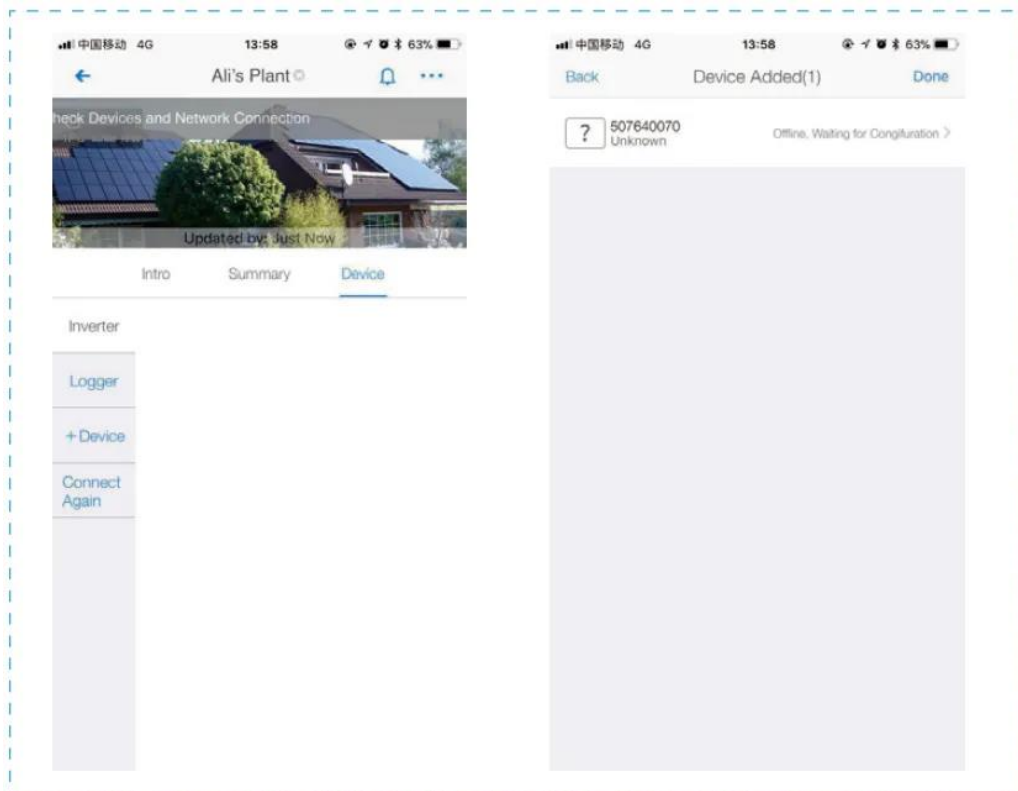 中国移动 4G 13:58 63%
Ali's Plant
heck Devices and Network Connection
Updated by: Just Now
Intro Summary Device
Inverter
Logger
+ Device
Connect
Again
中国移动 4G 13:58 63%
Back Device Added(1) Done
?
507640070
Unknown
Offline, Waiting for Congifuration >